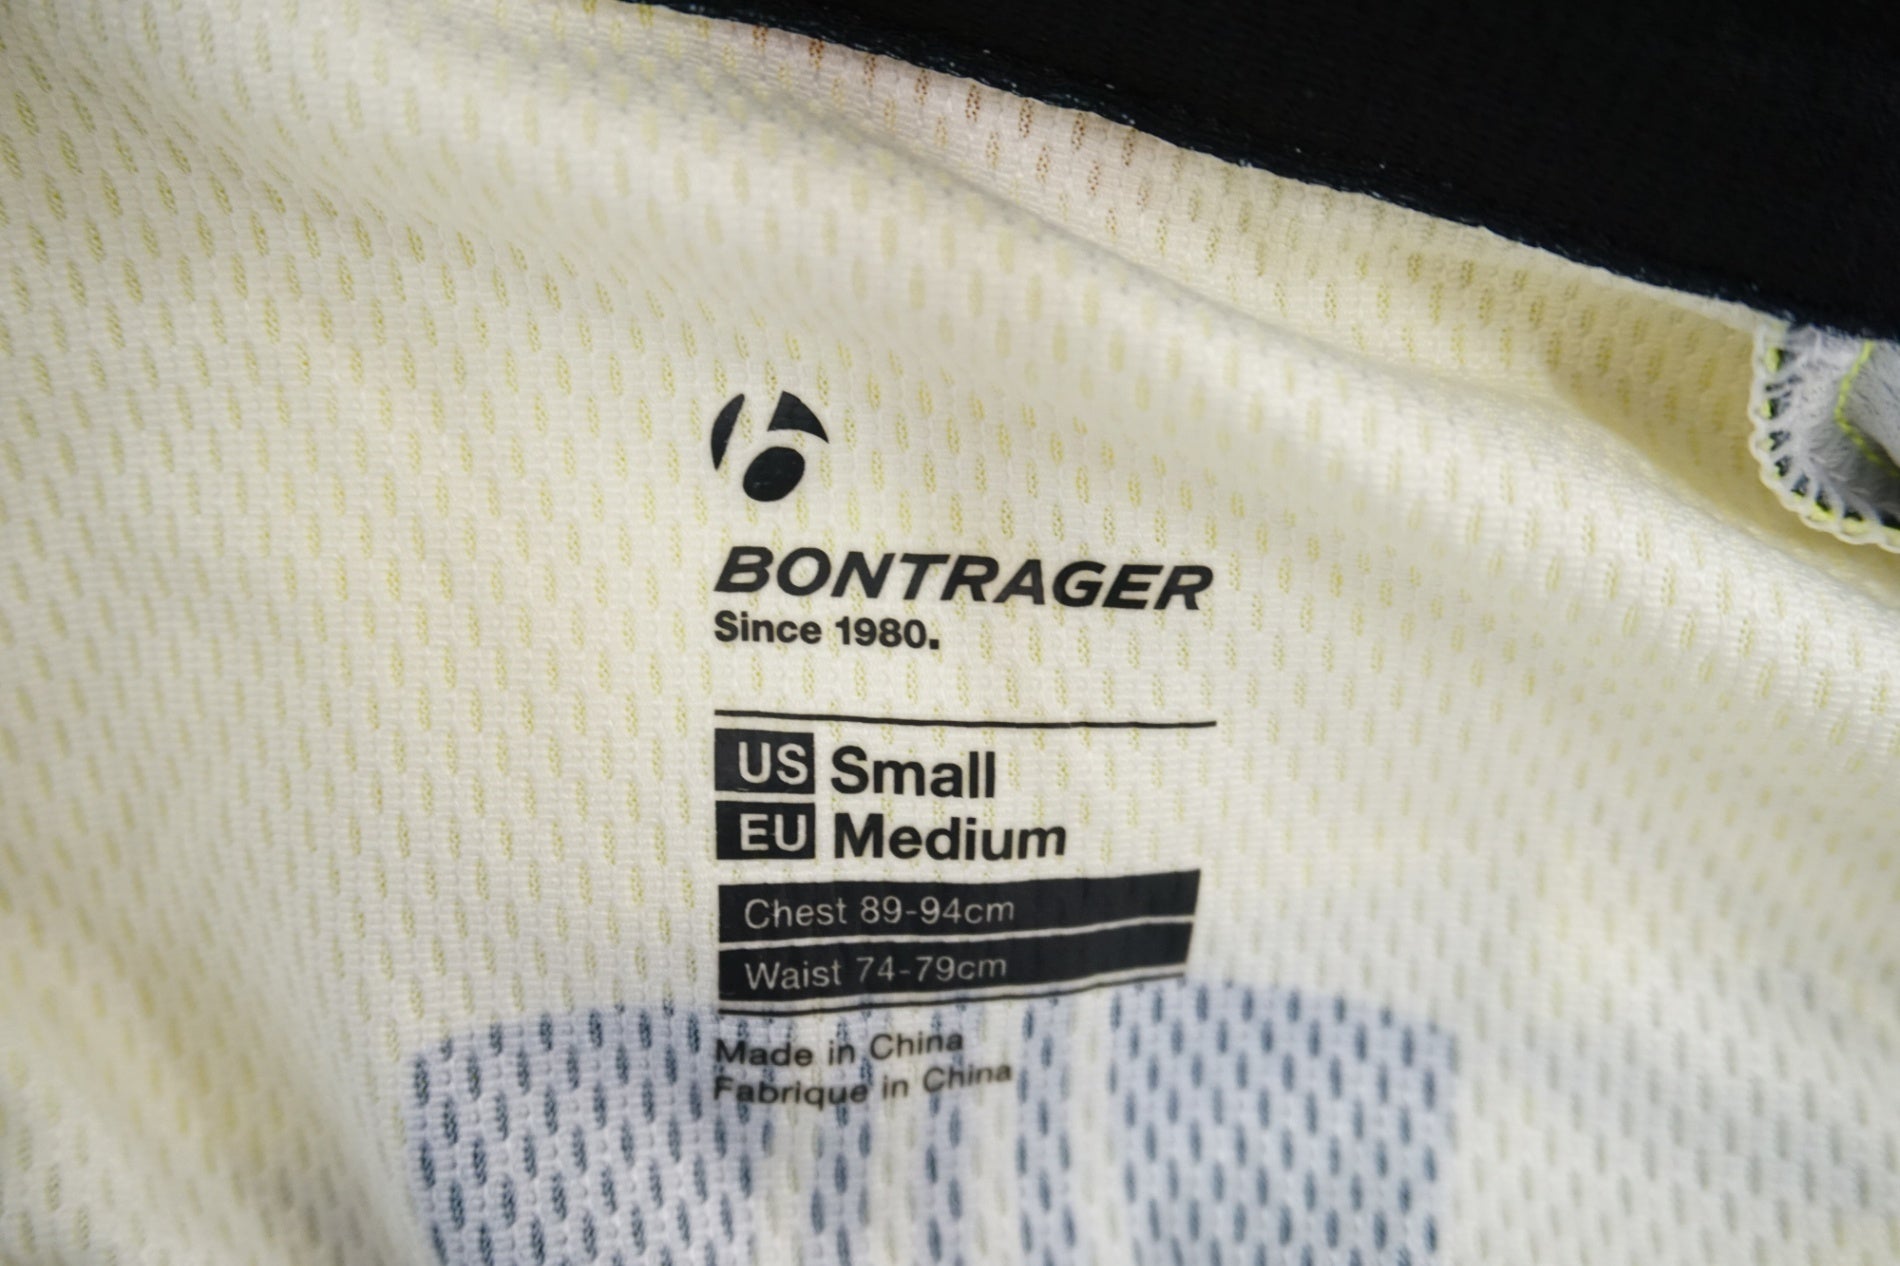 BONTRAGER
Since 1980.
US Small
EU Medium
Chest 89-94cm
Waist 74-79cm
Made in China
Fabrique in China